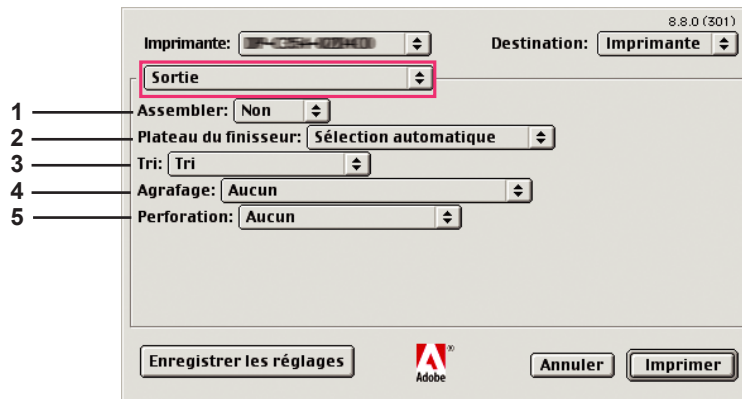 8.8.0 (301)
Imprimante: Destination: Imprimante
Sortie
1 Assembler: Non
2 Plateau du finisseur: Sélection automatique
3 Tri: Tri
4 Agrafage: Aucun
5 Perforation: Aucun
Enregistrer les réglages Adobe® Annuler Imprimer